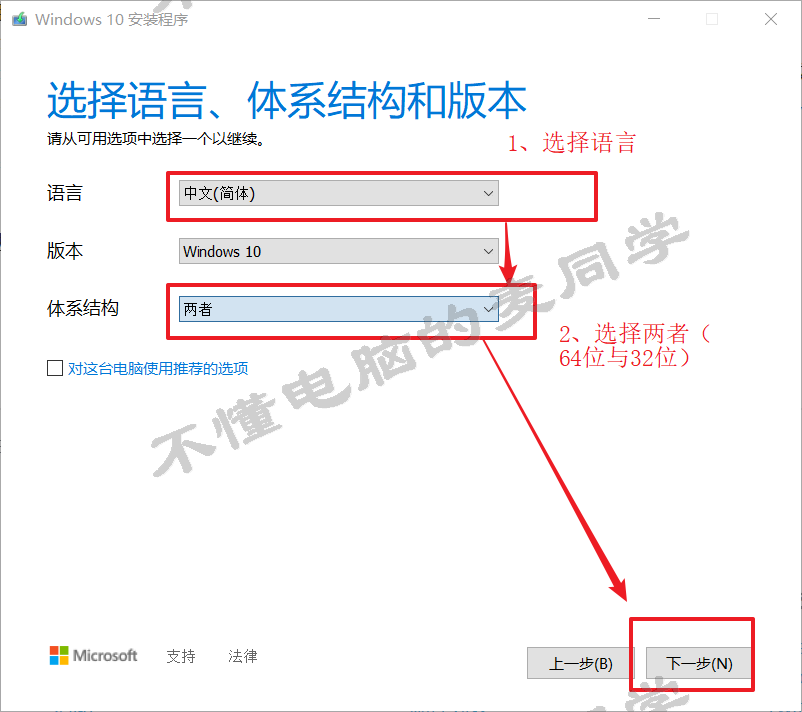 Windows 10 安装程序
选择语言、体系结构和版本
请从可用选项中选择一个以继续。
1、选择语言
语言
中文(简体)
版本
Windows 10
体系结构
两者
2、选择两者（
64位与32位）
对这台电脑使用推荐的选项
不懂电脑的麦同学
Microsoft
支持
法律
上一步(B)
下一步(N)